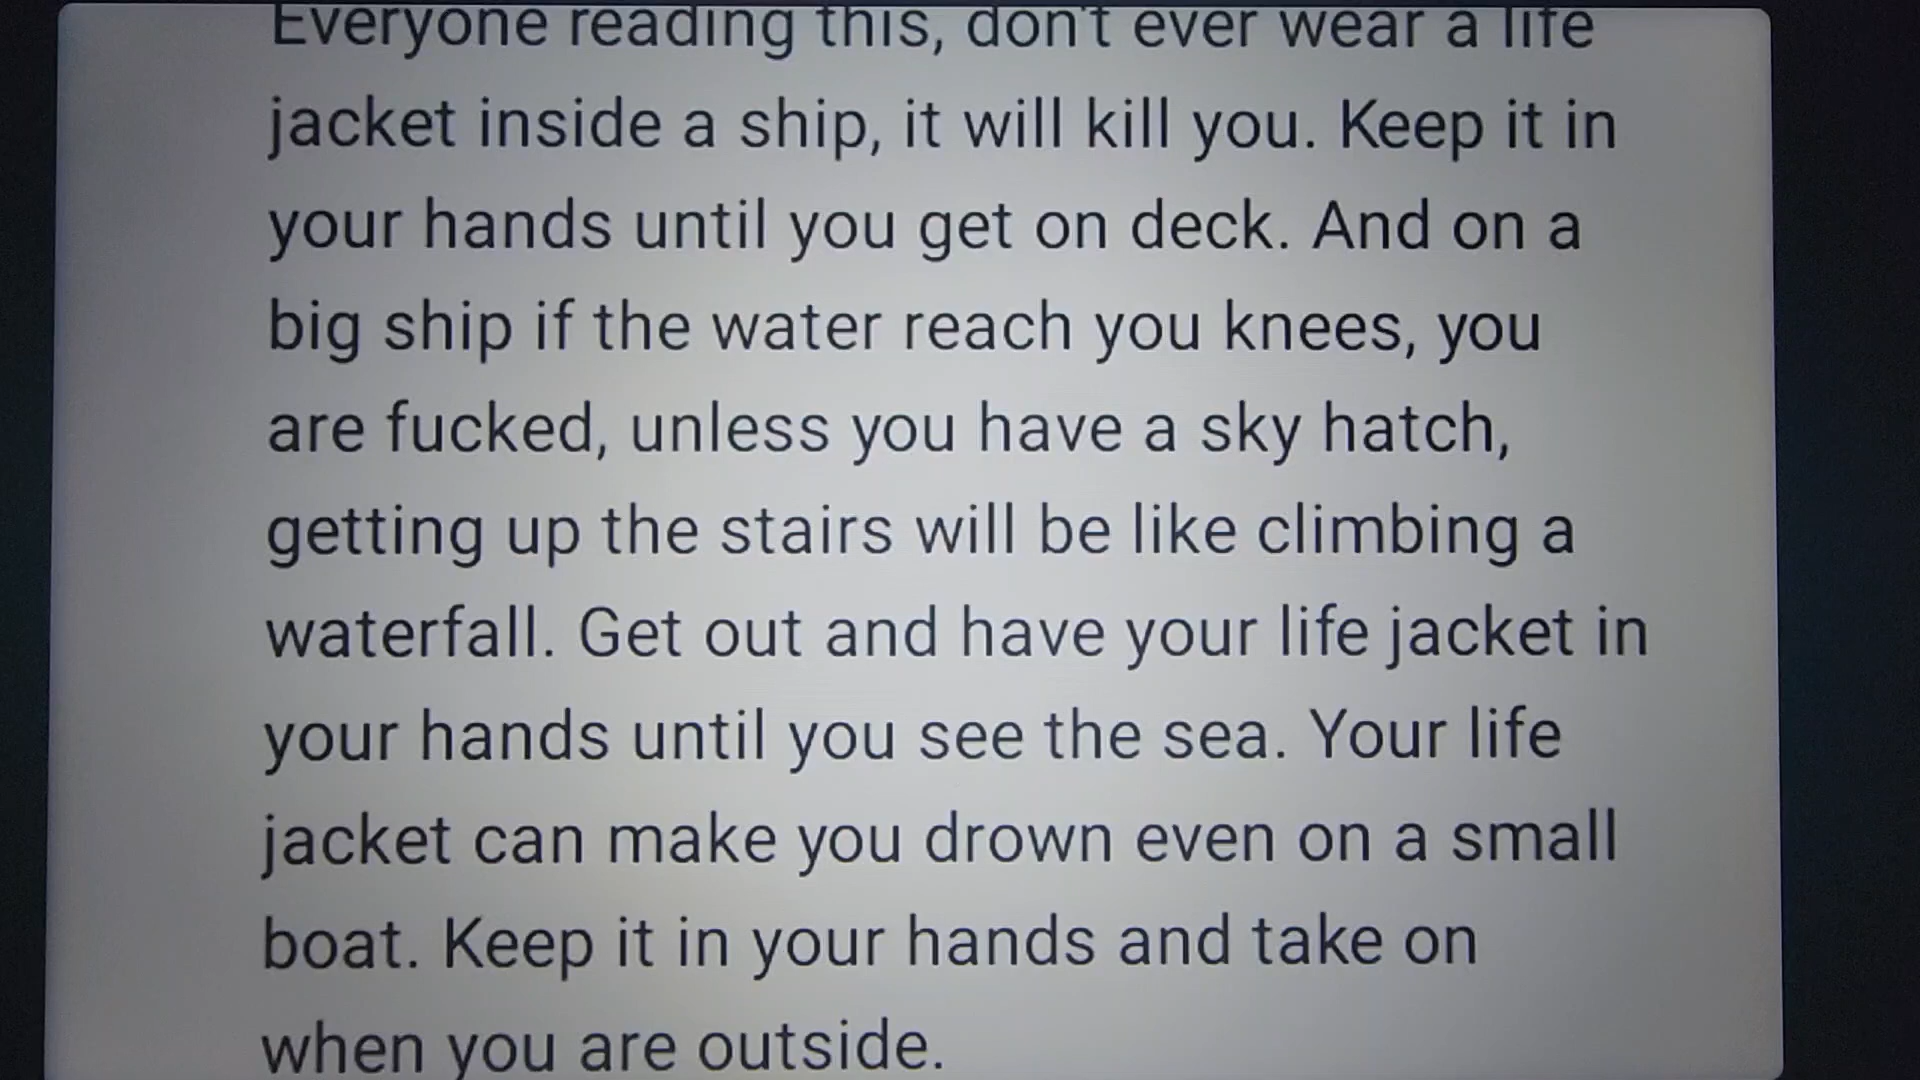 Everyone reading this, don't ever wear a life
jacket inside a ship, it will kill you. Keep it in
your hands until you get on deck. And on a
big ship if the water reach you knees, you
are fucked, unless you have a sky hatch,
getting up the stairs will be like climbing a
waterfall. Get out and have your life jacket in
your hands until you see the sea. Your life
jacket can make you drown even on a small
boat. Keep it in your hands and take on
when you are outside.